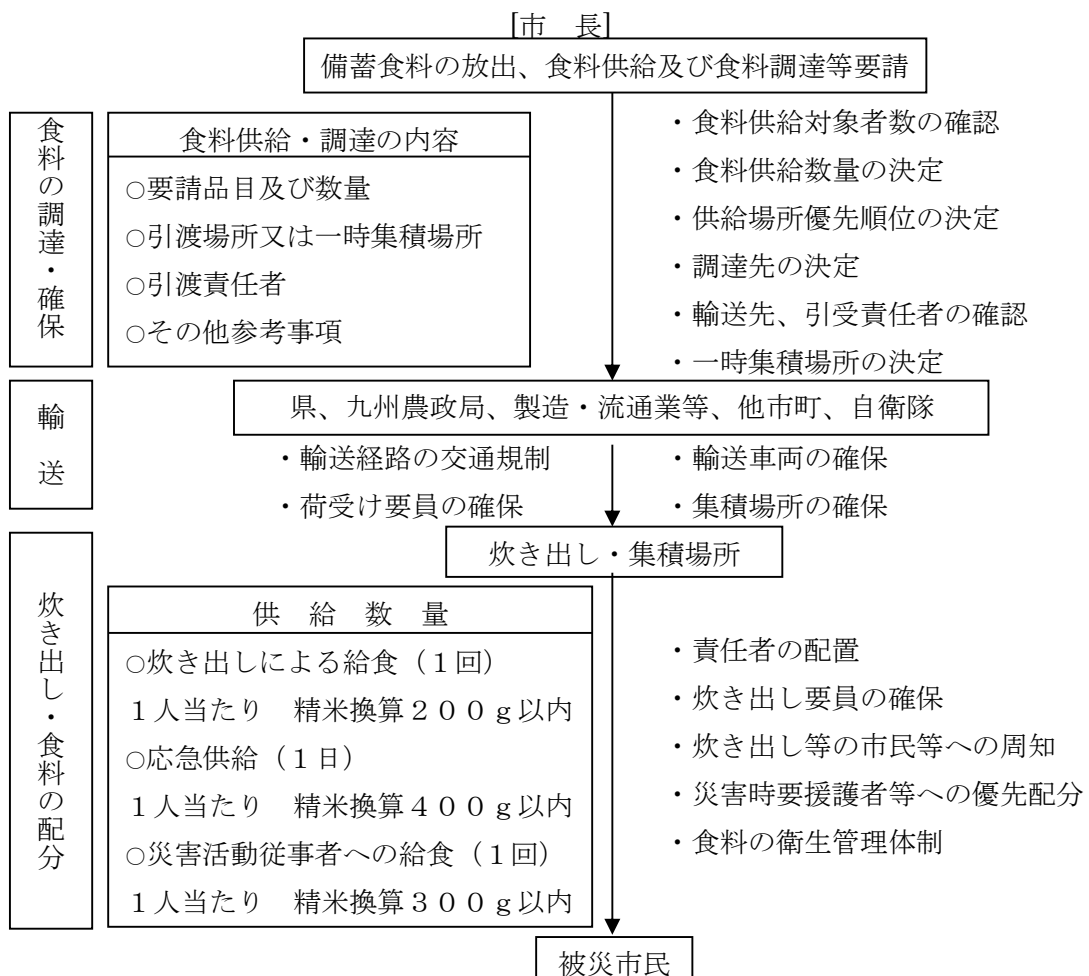 [市　長]
備蓄食料の放出、食料供給及び食料調達等要請
食料の調達・確保
食料供給・調達の内容
○要請品目及び数量
○引渡場所又は一時集積場所
○引渡責任者
○その他参考事項
・食料供給対象者数の確認
・食料供給数量の決定
・供給場所優先順位の決定
・調達先の決定
・輸送先、引受責任者の確認
・一時集積場所の決定
輸送
県、九州農政局、製造・流通業等、他市町、自衛隊
・輸送経路の交通規制
・輸送車両の確保
・荷受け要員の確保
・集積場所の確保
炊き出し・集積場所
炊き出し・食料の配分
供　給　数　量
○炊き出しによる給食（１回）
１人当たり　精米換算２００ｇ以内
○応急供給（１日）
１人当たり　精米換算４００ｇ以内
○災害活動従事者への給食（１回）
１人当たり　精米換算３００ｇ以内
・責任者の配置
・炊き出し要員の確保
・炊き出し等の市民等への周知
・災害時要援護者等への優先配分
・食料の衛生管理体制
被災市民